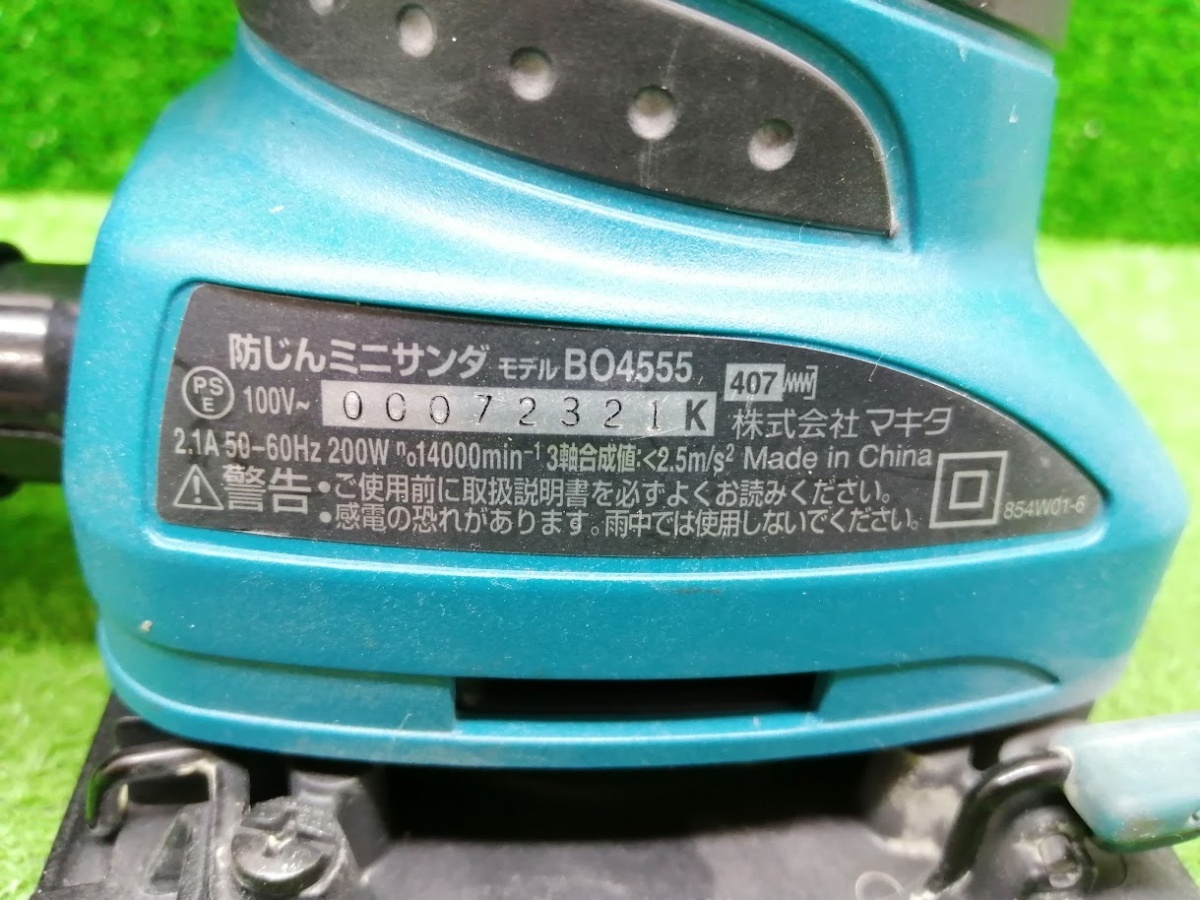 防じんミニサンダ モデル BO4555
PS
E
100V~
00072321K
407
株式会社 マキタ
2.1A 50-60Hz 200W n₀14000min⁻¹ 3軸合成値:<2.5m/s² Made in China
警告
•ご使用前に取扱説明書を必ずよくお読みください。
•感電の恐れがあります。雨中では使用しないでください。
854W01-6